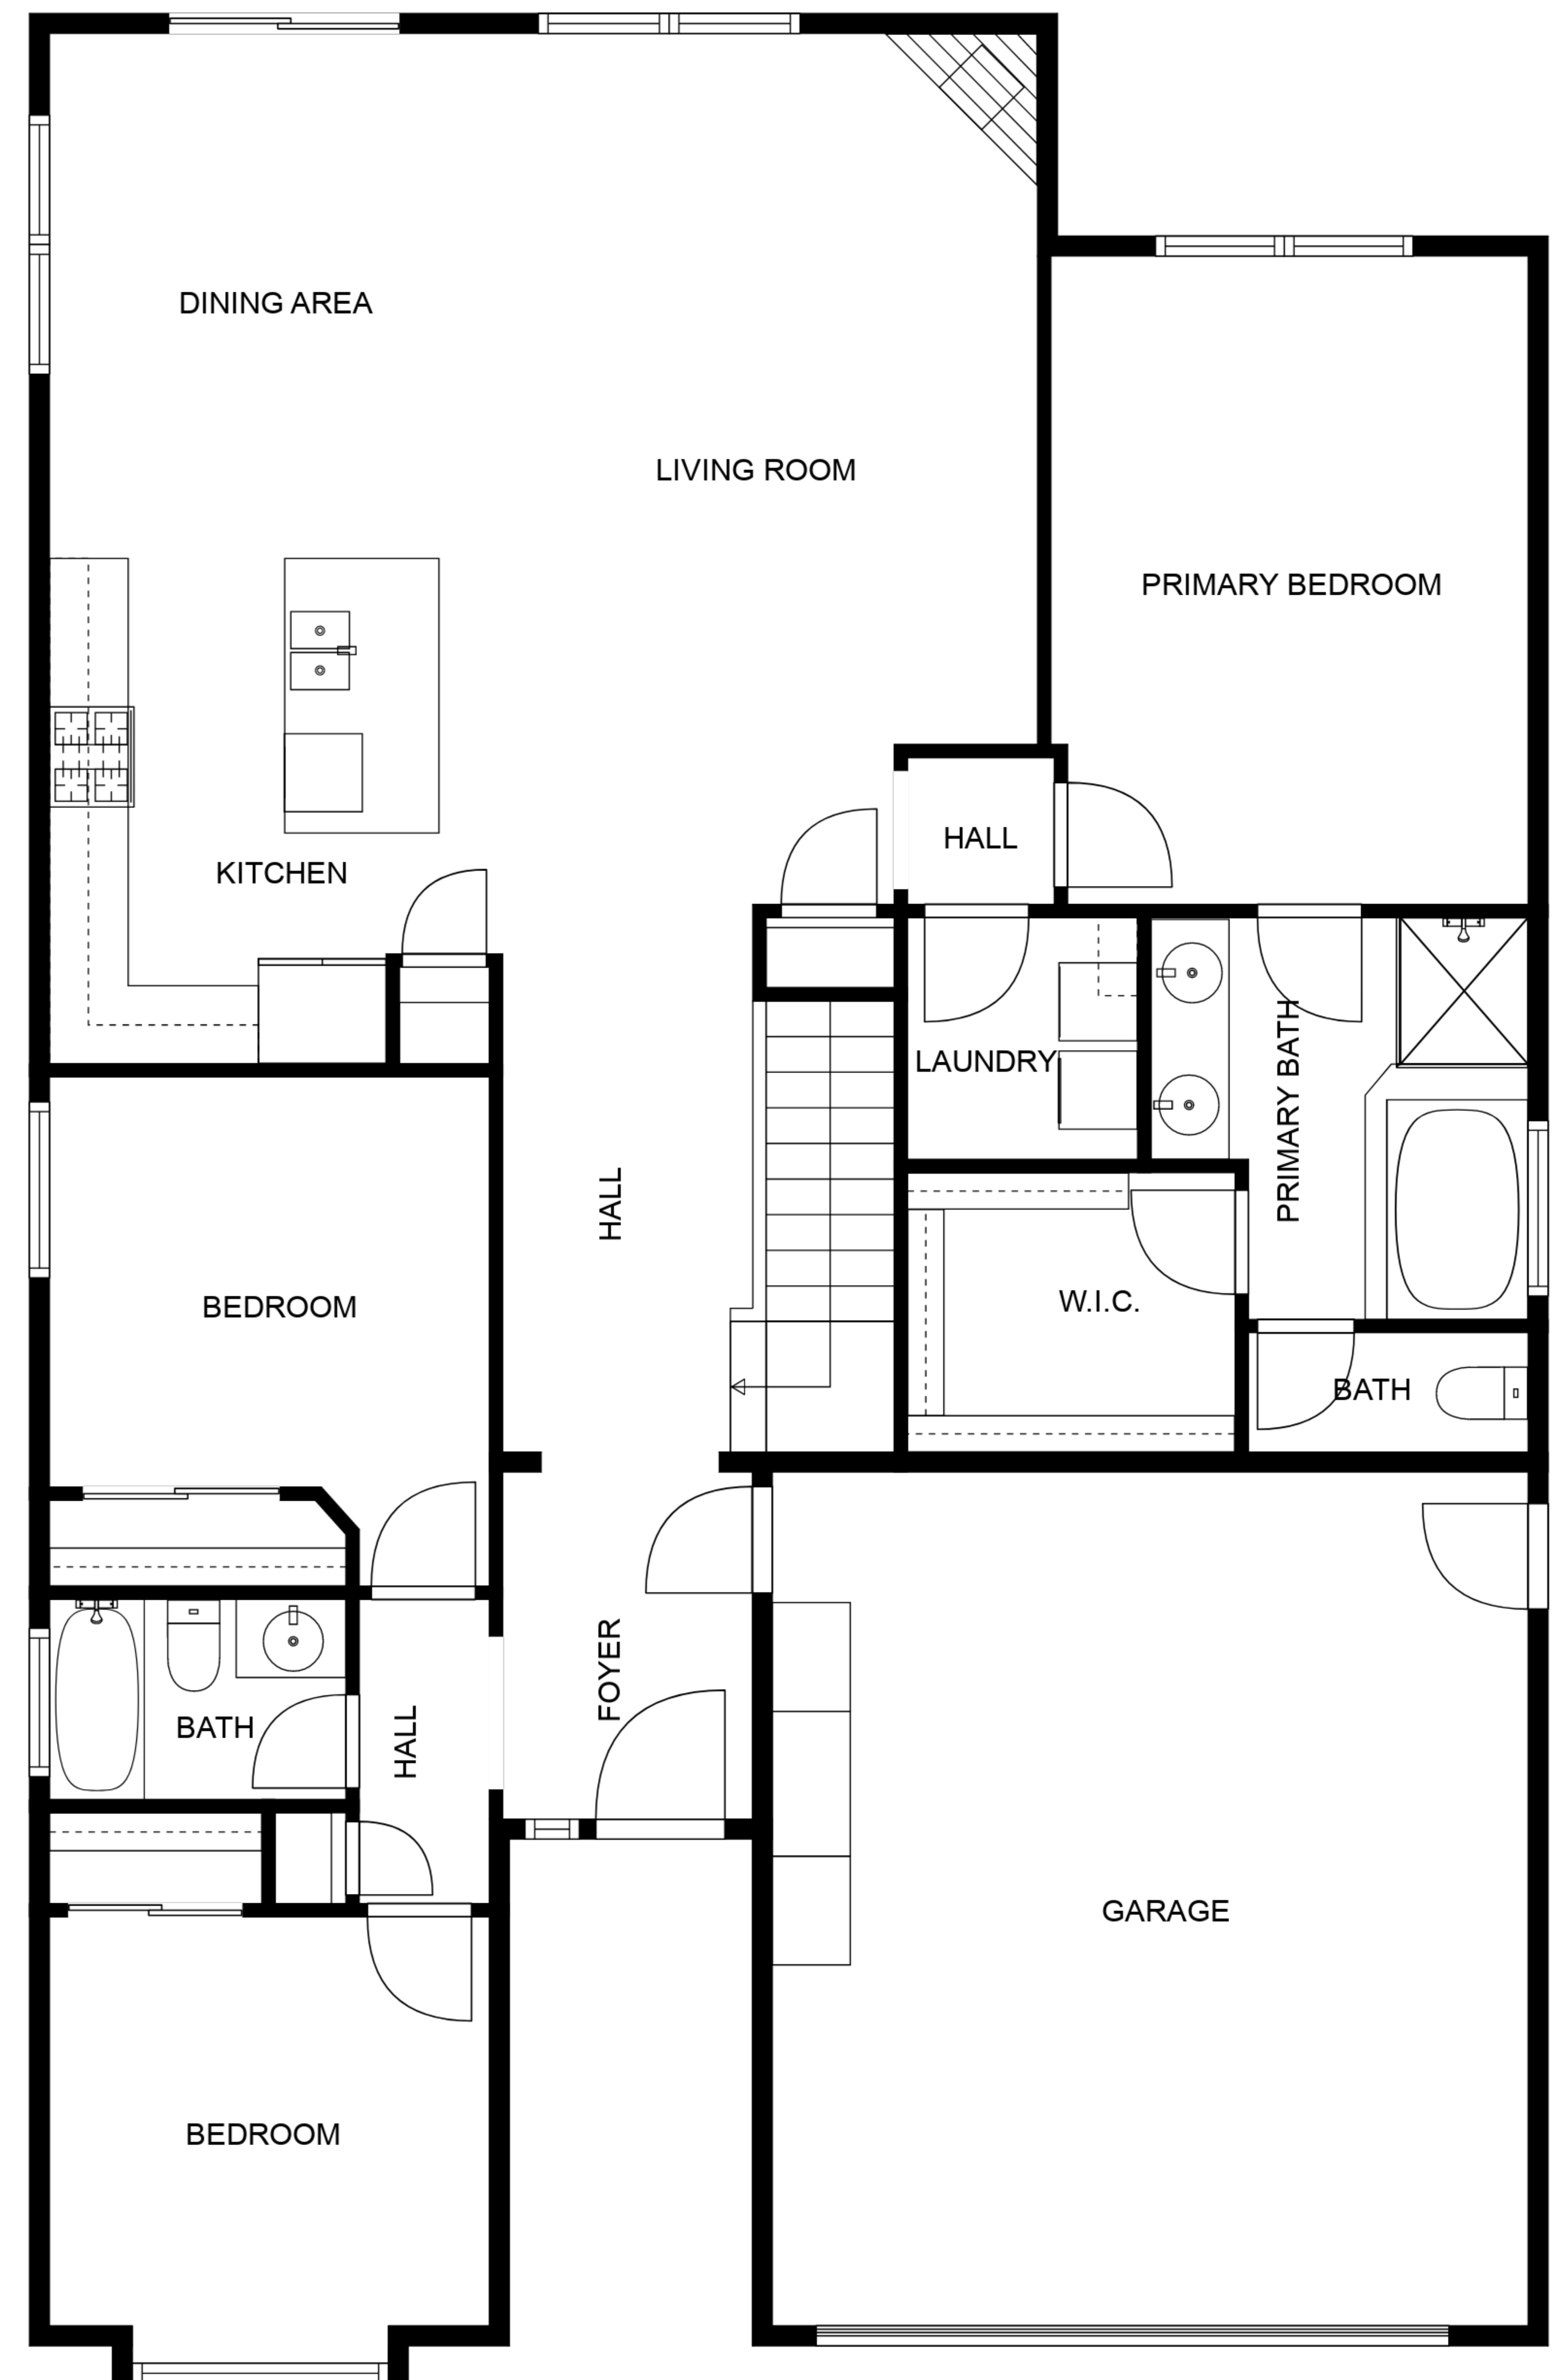 DINING AREA
LIVING ROOM
PRIMARY BEDROOM
HALL
KITCHEN
LAUNDRY
PRIMARY BATH
HALL
W.I.C.
BEDROOM
BATH
FOYER
BATH
HALL
GARAGE
BEDROOM